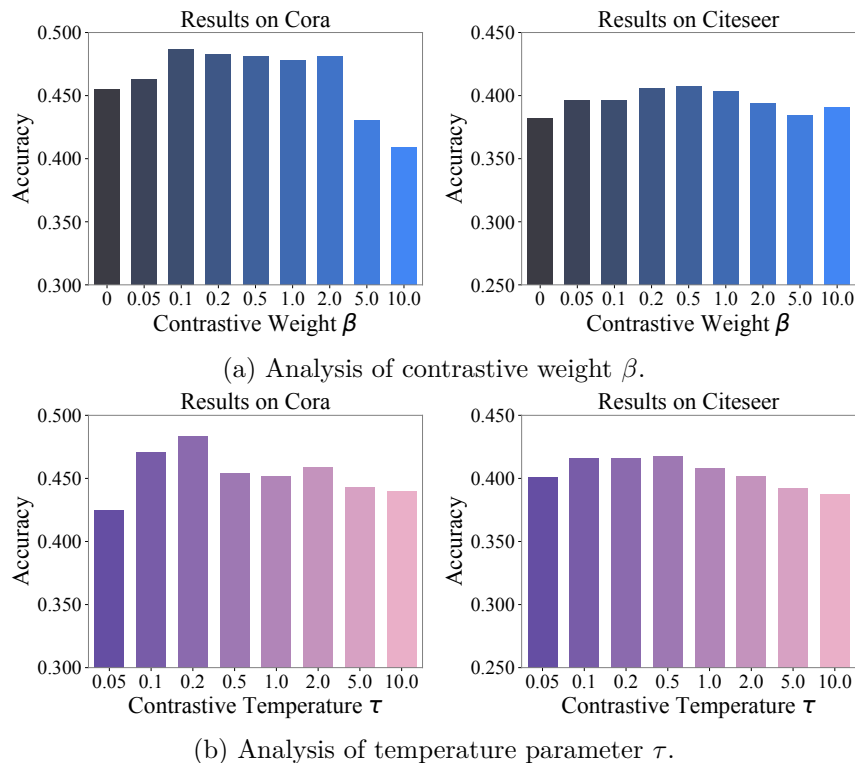 Results on Cora
Results on Citeseer
0.500
0.450
0.400
0.350
0.300
Accuracy
0 0.05 0.1 0.2 0.5 1.0 2.0 5.0 10.0
Contrastive Weight β
0.450
0.400
0.350
0.300
0.250
Accuracy
0 0.05 0.1 0.2 0.5 1.0 2.0 5.0 10.0
Contrastive Weight β
(a) Analysis of contrastive weight β.
Results on Cora
Results on Citeseer
0.500
0.450
0.400
0.350
0.300
Accuracy
0.05 0.1 0.2 0.5 1.0 2.0 5.0 10.0
Contrastive Temperature τ
0.450
0.400
0.350
0.300
0.250
Accuracy
0.05 0.1 0.2 0.5 1.0 2.0 5.0 10.0
Contrastive Temperature τ
(b) Analysis of temperature parameter τ.